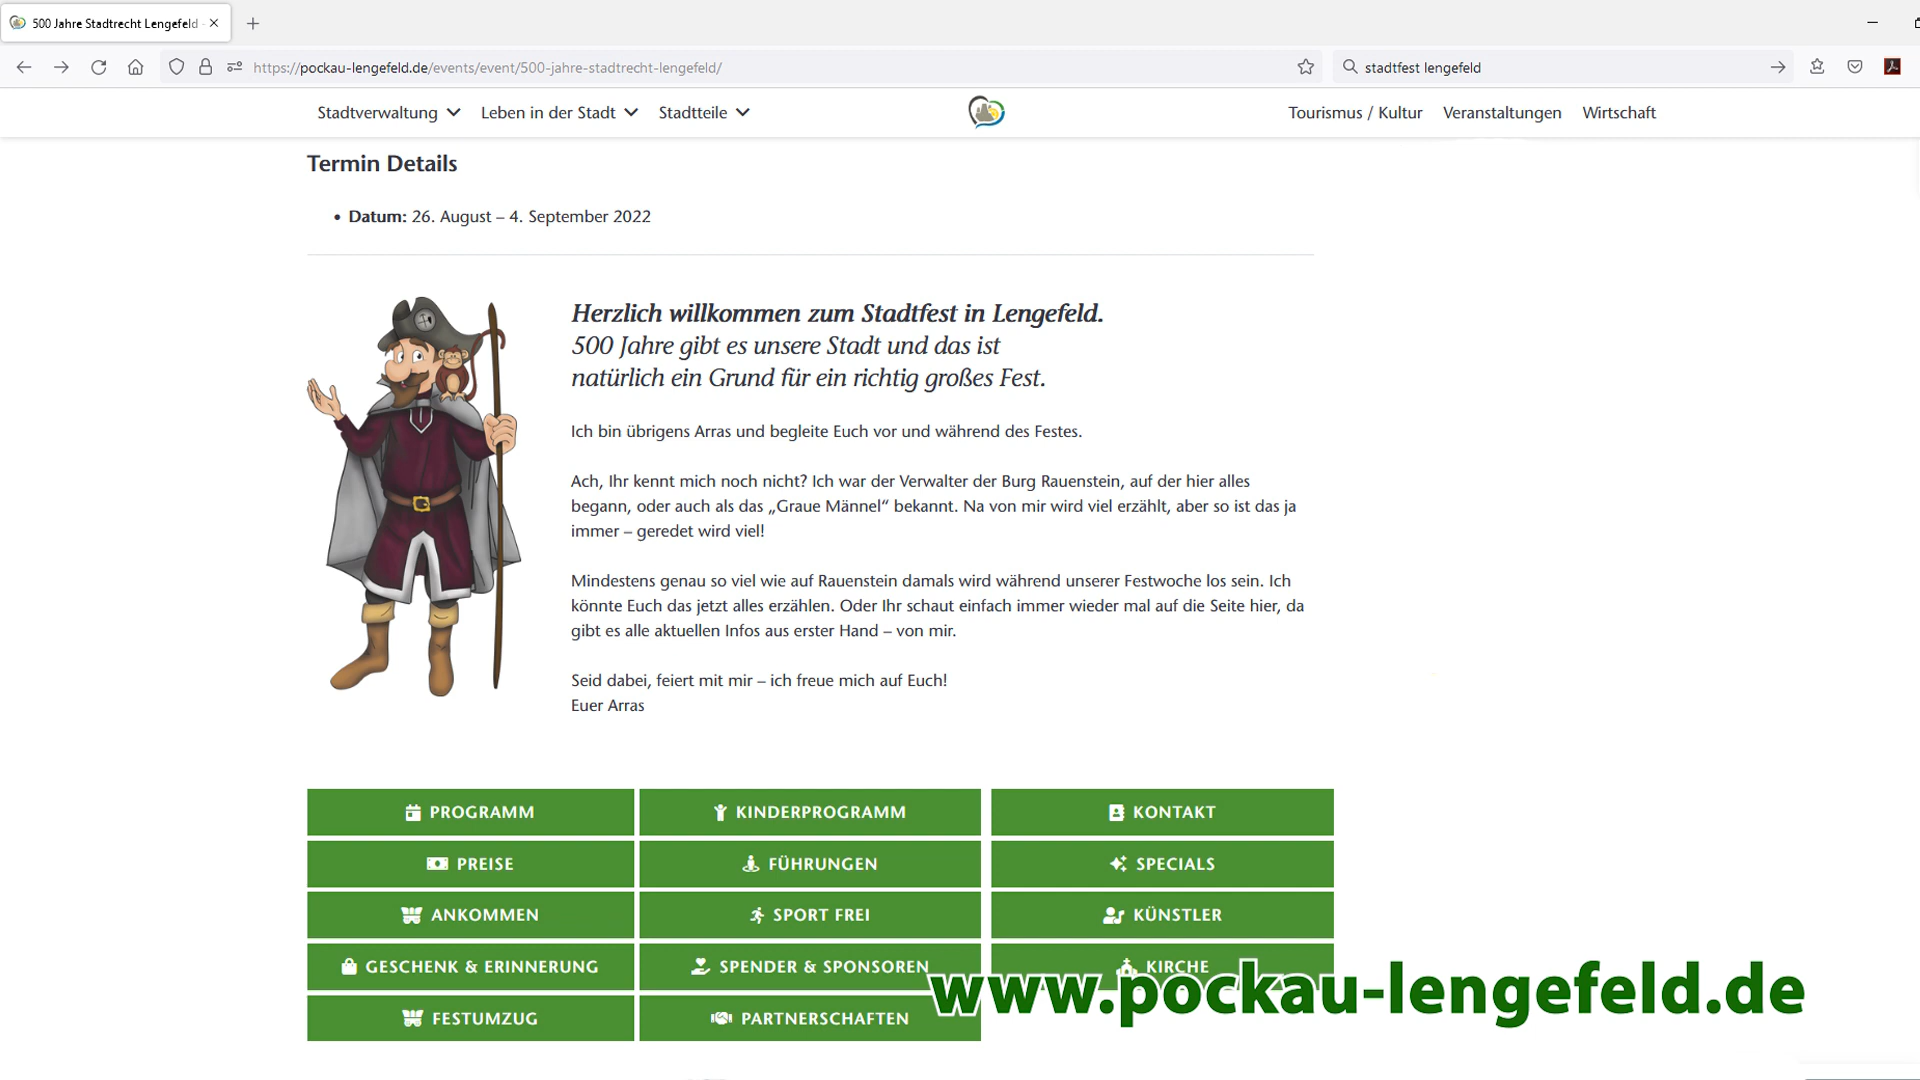 500 Jahre Stadtrecht Lengefeld
https://pockau-lengefeld.de/events/event/500-jahre-stadtrecht-lengefeld/
stadtfest lengefeld
Stadtverwaltung Leben in der Stadt Stadtteile Tourismus / Kultur Veranstaltungen Wirtschaft
Termin Details
• Datum: 26. August – 4. September 2022
Herzlich willkommen zum Stadtfest in Lengefeld.
500 Jahre gibt es unsere Stadt und das ist
natürlich ein Grund für ein richtig großes Fest.
Ich bin übrigens Arras und begleite Euch vor und während des Festes.
Ach, Ihr kennt mich noch nicht? Ich war der Verwalter der Burg Rauenstein, auf der hier alles
begann, oder auch als das „Graue Männel“ bekannt. Na von mir wird viel erzählt, aber so ist das ja
immer – geredet wird viel!
Mindestens genau so viel wie auf Rauenstein damals wird während unserer Festwoche los sein. Ich
könnte Euch das jetzt alles erzählen. Oder Ihr schaut einfach immer wieder mal auf die Seite hier, da
gibt es alle aktuellen Infos aus erster Hand – von mir.
Seid dabei, feiert mit mir – ich freue mich auf Euch!
Euer Arras
PROGRAMM KINDERPROGRAMM KONTAKT
PREISE FÜHRUNGEN SPECIALS
ANKOMMEN SPORT FREI KÜNSTLER
GESCHENK & ERINNERUNG SPENDER & SPONSOREN KIRCHE
FESTUMZUG PARTNERSCHAFTEN
www.pockau-lengefeld.de